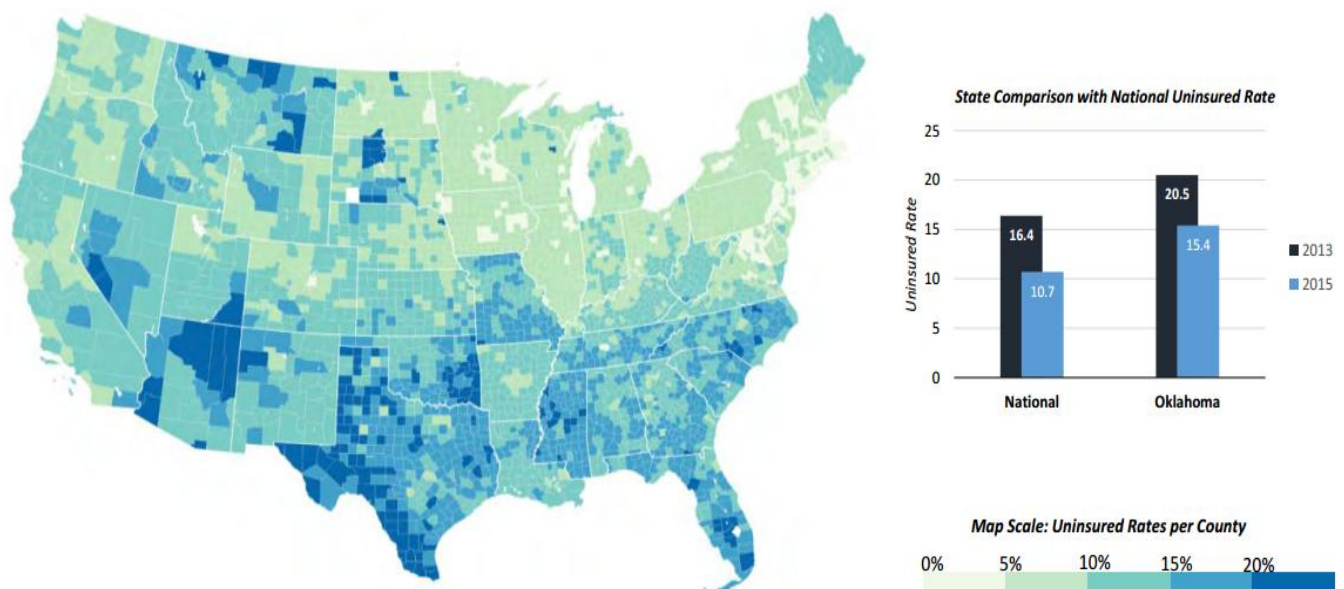 State Comparison with National Uninsured Rate
25
20
15
10
5
0
Uninsured Rate
16.4
10.7
20.5
15.4
National Oklahoma
2013
2015
Map Scale: Uninsured Rates per County
0% 5% 10% 15% 20%